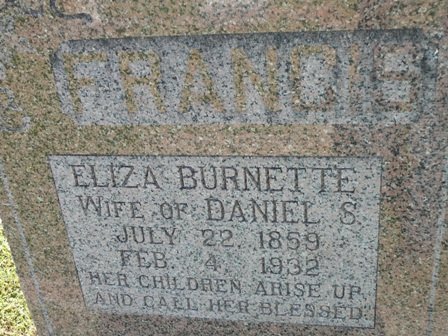 FRANCIS
ELIZA BURNETTE
WIFE OF DANIEL S.
JULY 22, 1859
FEB. 4, 1932
HER CHILDREN ARISE UP
AND CALL HER BLESSED.